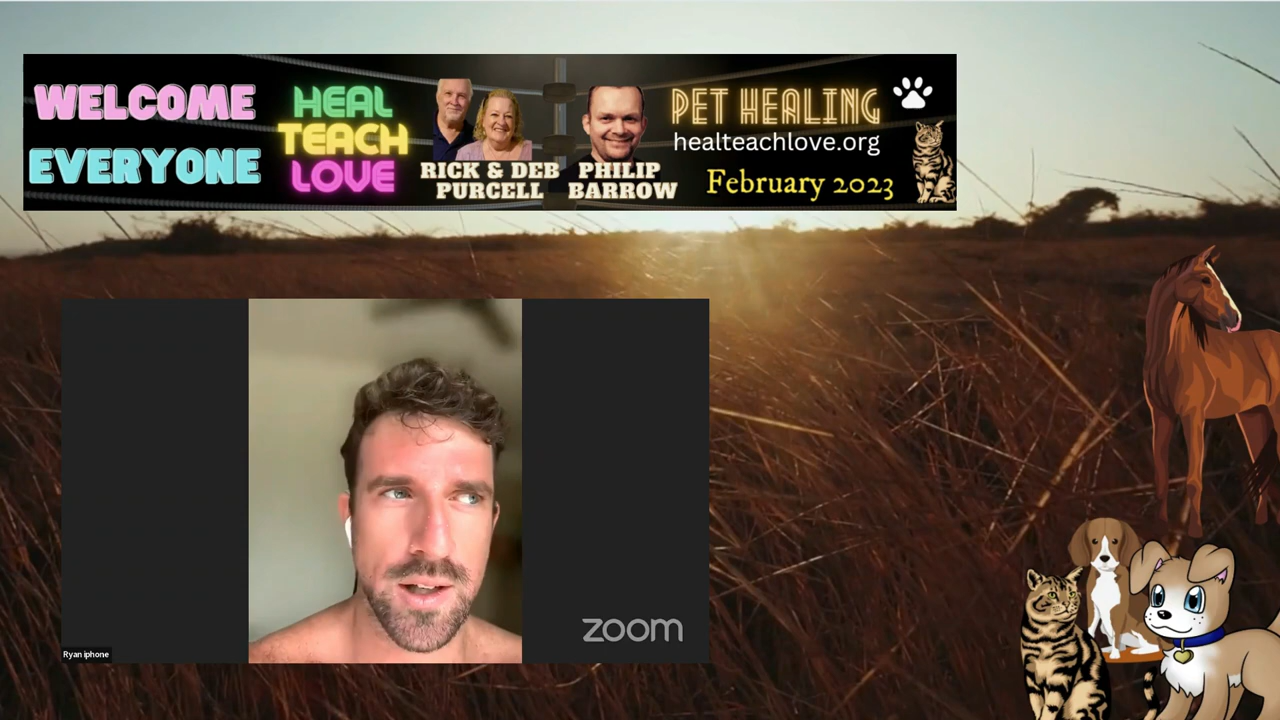 WELCOME
EVERYONE
HEAL
TEACH
LOVE
RICK & DEB
PURCELL
PHILIP
BARROW
PET HEALING
healteachlove.org
February 2023
Ryan iphone
zoom